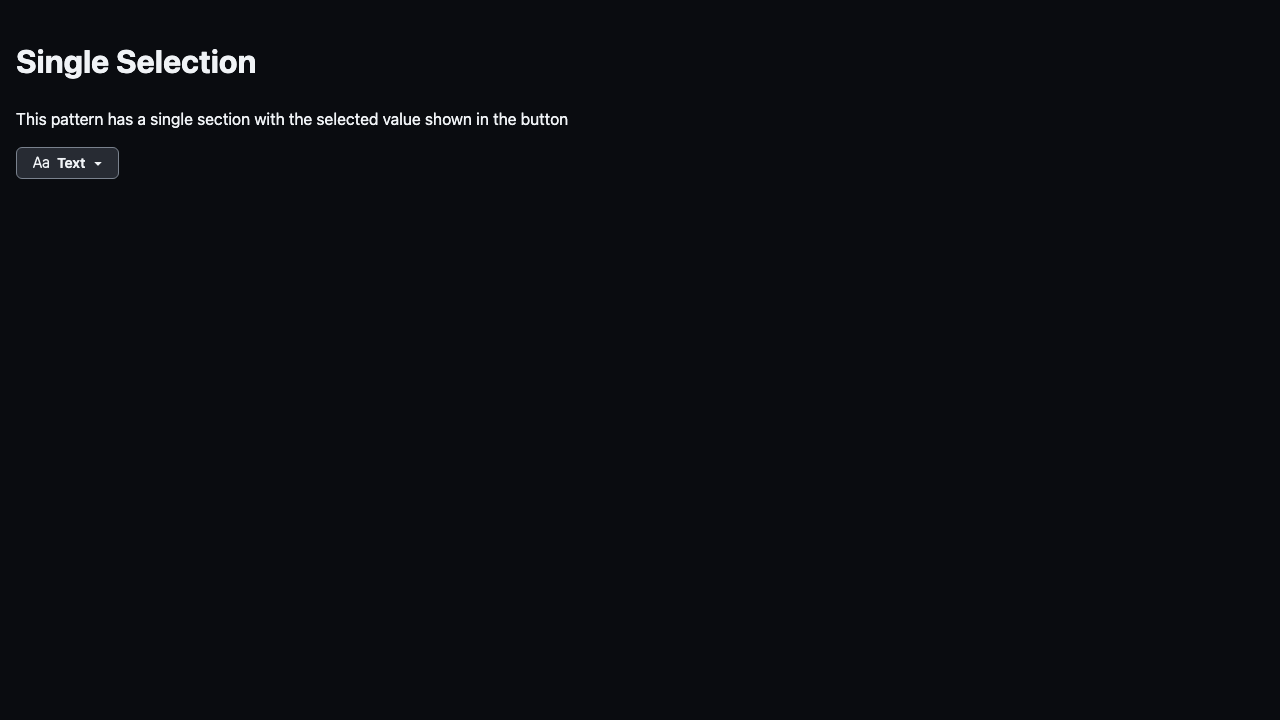 Single Selection
This pattern has a single section with the selected value shown in the button
Aa Text